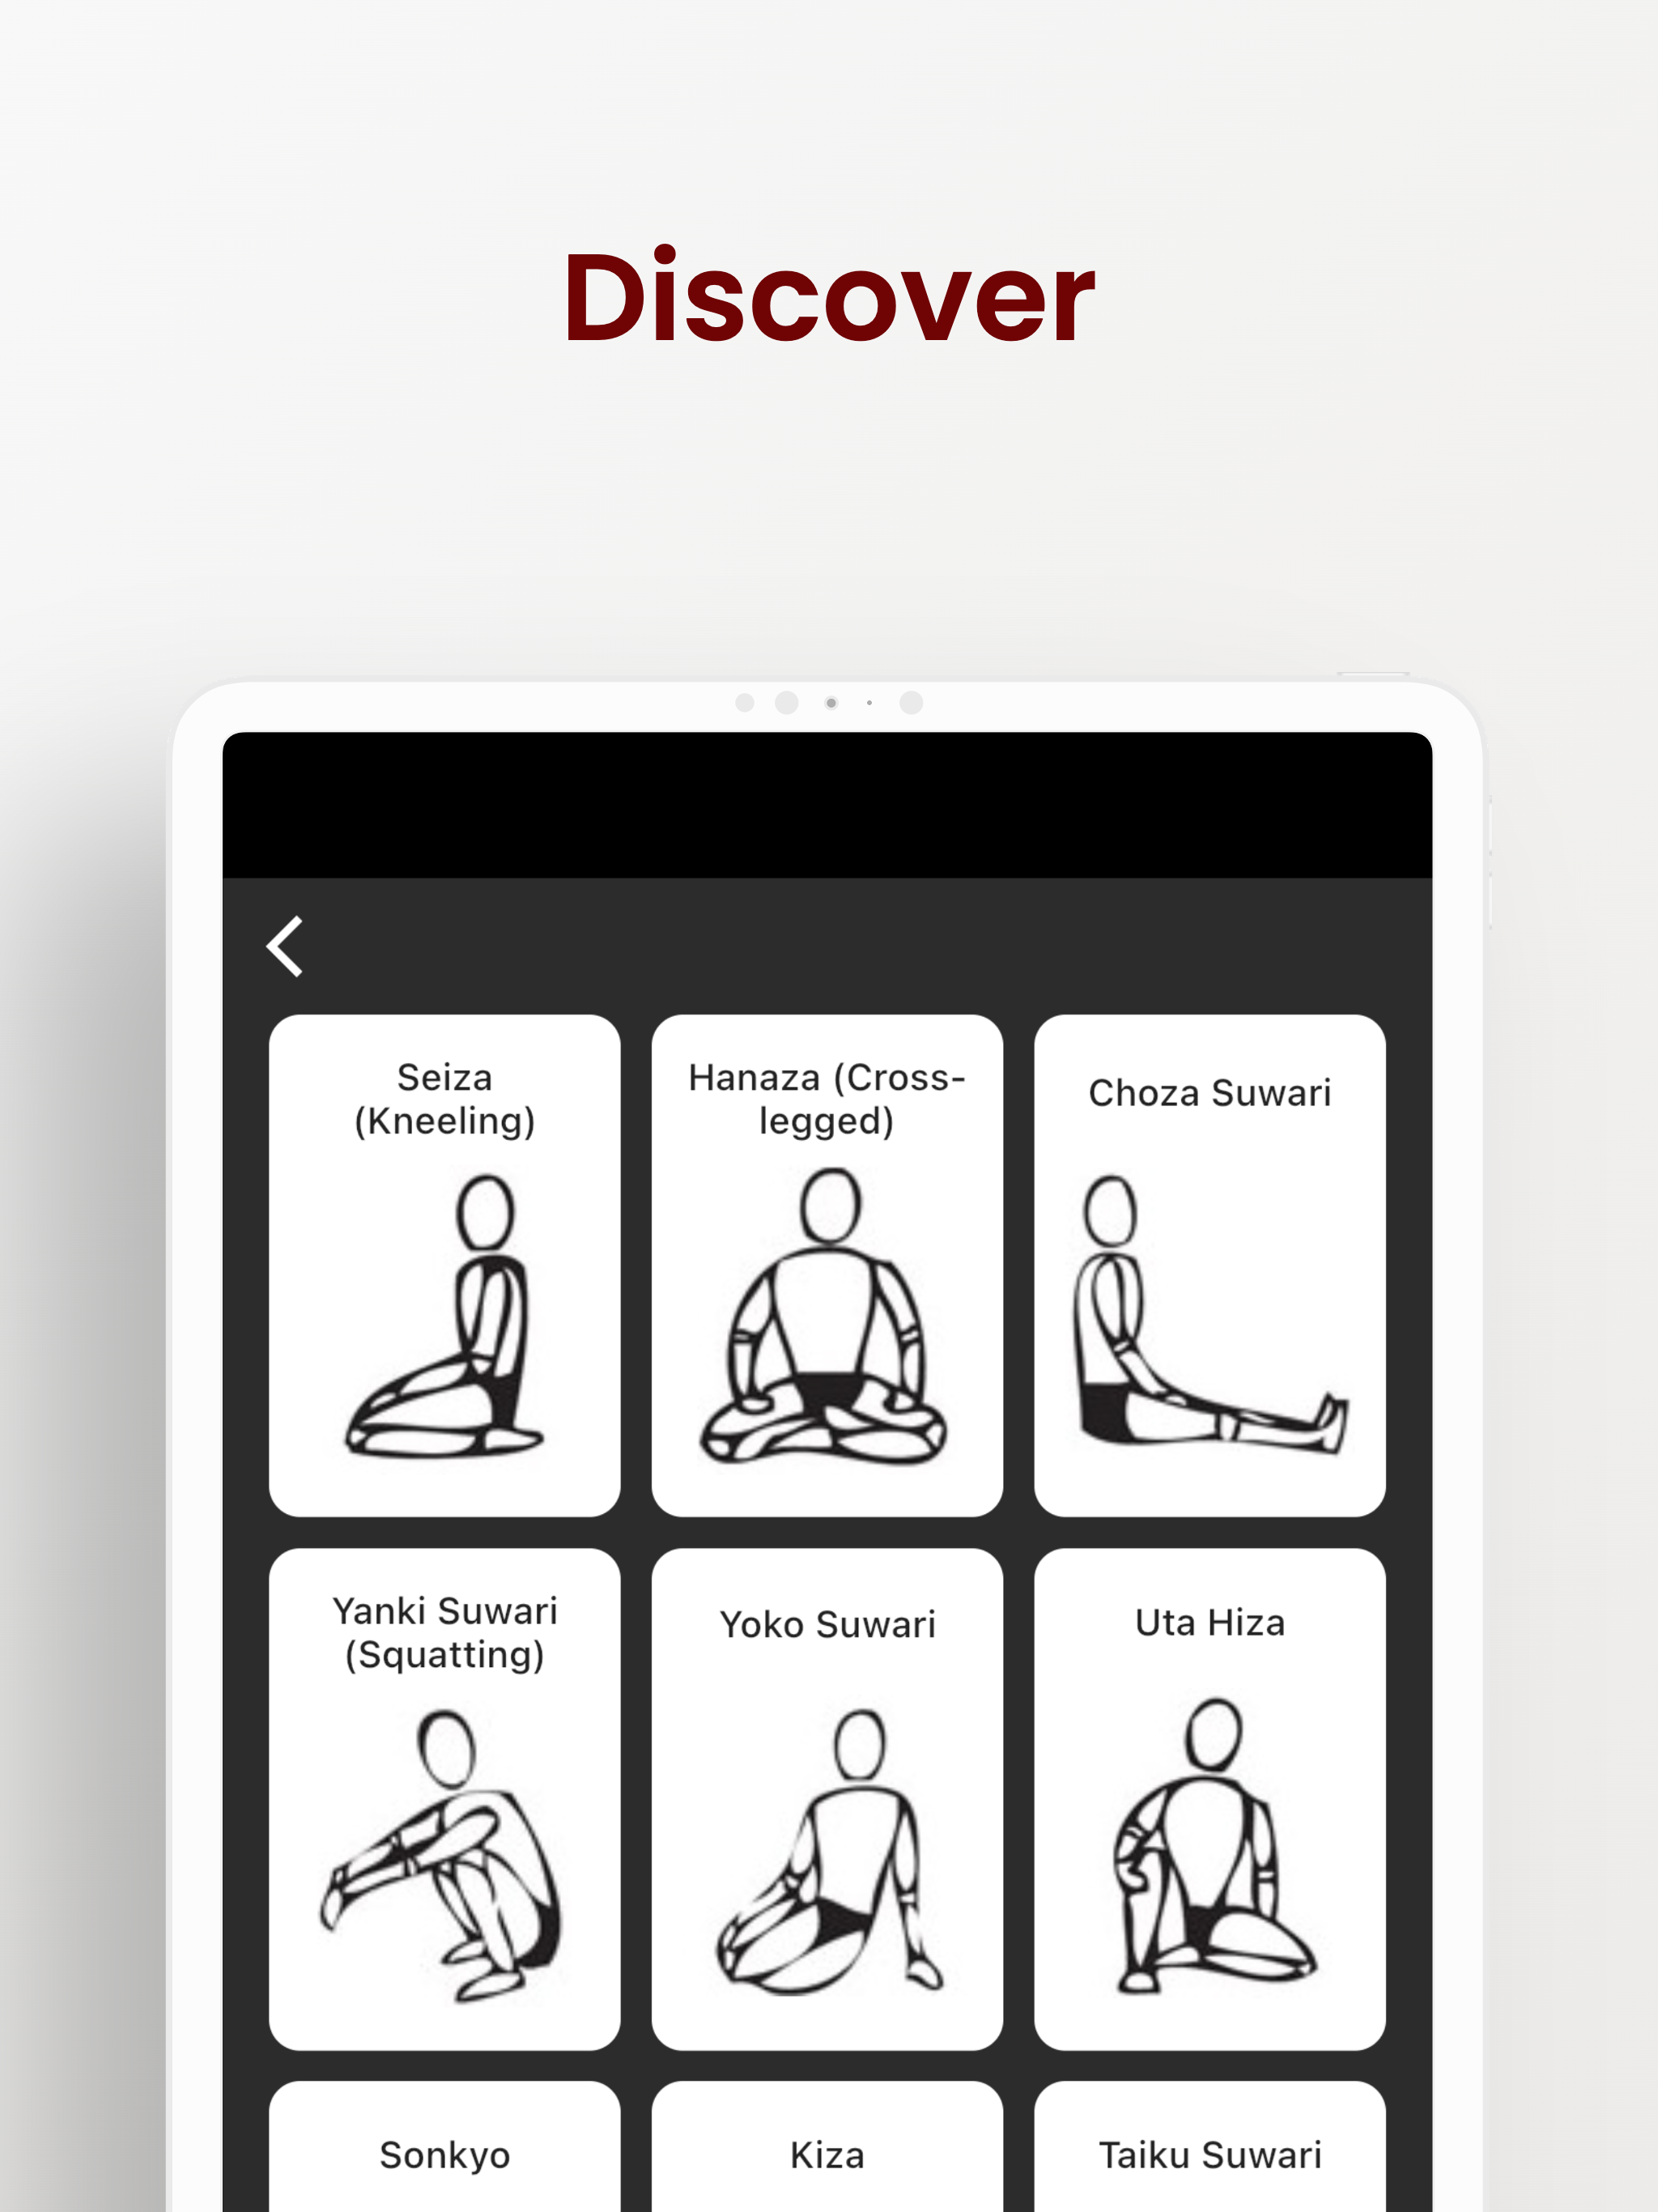 Discover
Seiza
(Kneeling)
Hanaza (Cross-
legged)
Choza Suwari
Yanki Suwari
(Squatting)
Yoko Suwari
Uta Hiza
Sonkyo
Kiza
Taiku Suwari